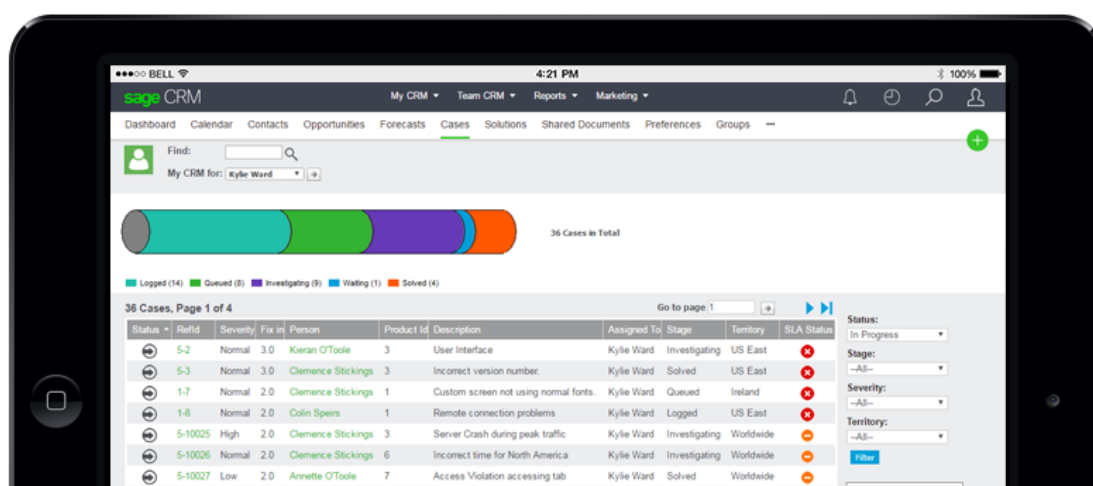 BELL 4:21 PM 100%
sage CRM My CRM Team CRM Reports Marketing
Dashboard Calendar Contacts Opportunities Forecasts Cases Solutions Shared Documents Preferences Groups ...
Find:
My CRM for: Kylie Ward
36 Cases in Total
Logged (14) Queued (8) Investigating (9) Waiting (1) Solved (4)
36 Cases, Page 1 of 4 Go to page 1
Status RefId Severity Fix in Person Product Id Description Assigned To Stage Territory SLA Status
5-2 Normal 3.0 Kieran O'Toole 3 User Interface Kylie Ward Investigating US East
5-3 Normal 3.0 Clemence Stickings 3 Incorrect version number. Kylie Ward Solved US East
1-7 Normal 2.0 Clemence Stickings 1 Custom screen not using normal fonts. Kylie Ward Queued Ireland
1-8 Normal 2.0 Colin Speirs 1 Remote connection problems Kylie Ward Logged US East
5-10025 High 2.0 Clemence Stickings 3 Server Crash during peak traffic Kylie Ward Investigating Worldwide
5-10026 Normal 2.0 Clemence Stickings 6 Incorrect time for North America Kylie Ward Investigating Worldwide
5-10027 Low 2.0 Annette O'Toole 7 Access Violation accessing tab Kylie Ward Solved Worldwide
Status:
In Progress
Stage:
--All--
Severity:
--All--
Territory:
--All--
Filter